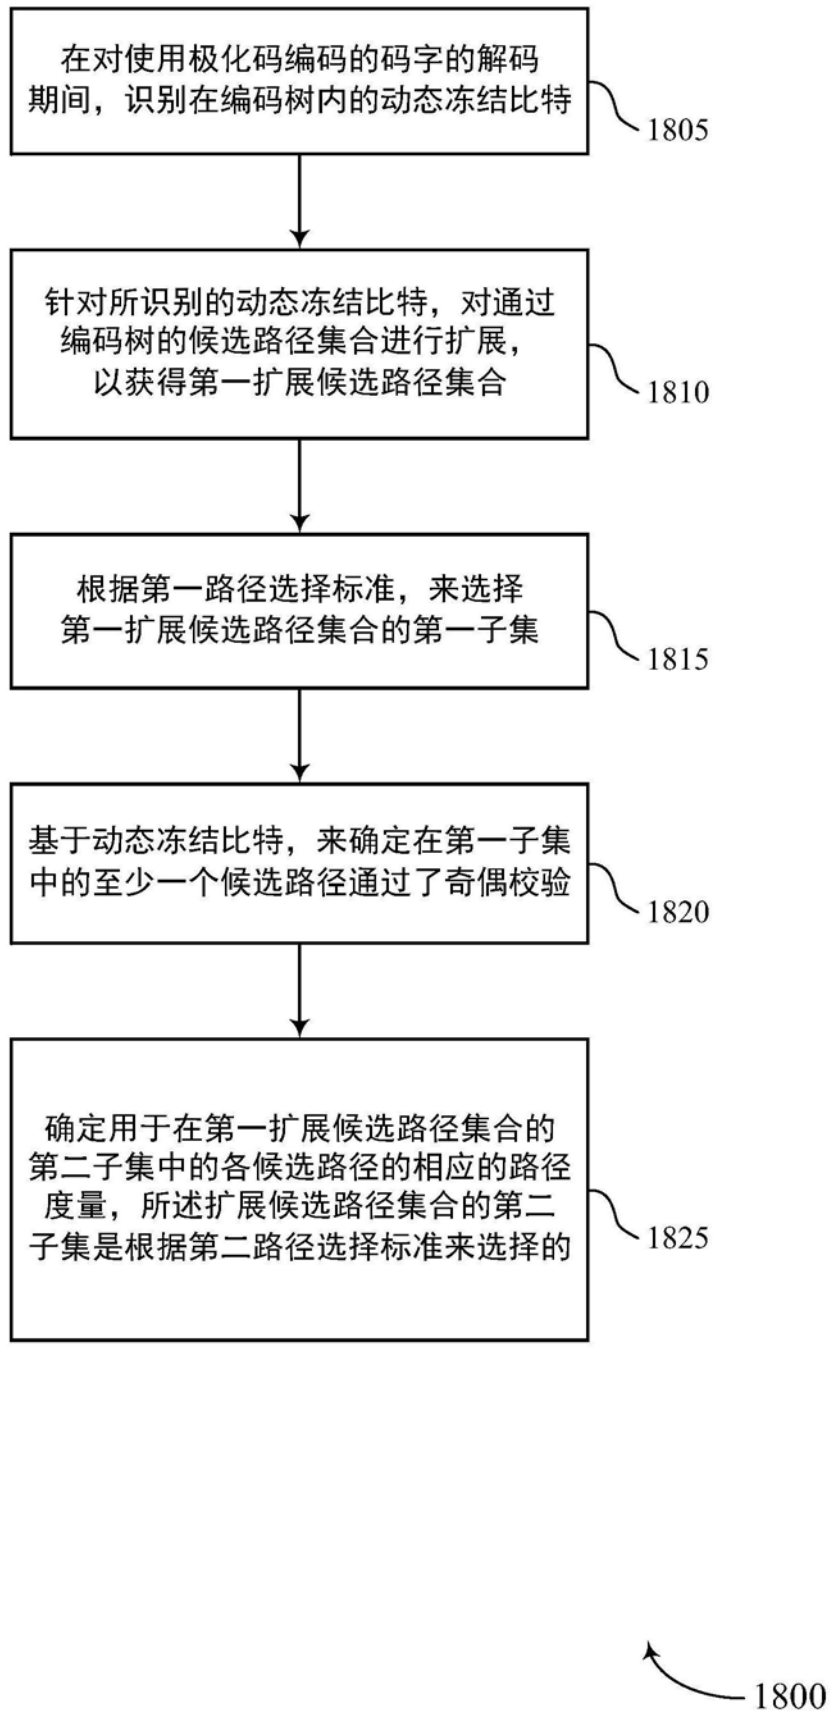 在对使用极化码编码的码字的解码
期间，识别在编码树内的动态冻结比特
1805
针对所识别的动态冻结比特，对通过
编码树的候选路径集合进行扩展，
以获得第一扩展候选路径集合
1810
根据第一路径选择标准，来选择
第一扩展候选路径集合的第一子集
1815
基于动态冻结比特，来确定在第一子集
中的至少一个候选路径通过了奇偶校验
1820
确定用于在第一扩展候选路径集合的
第二子集中的各候选路径的相应的路径
度量，所述扩展候选路径集合的第二
子集是根据第二路径选择标准来选择的
1825
1800